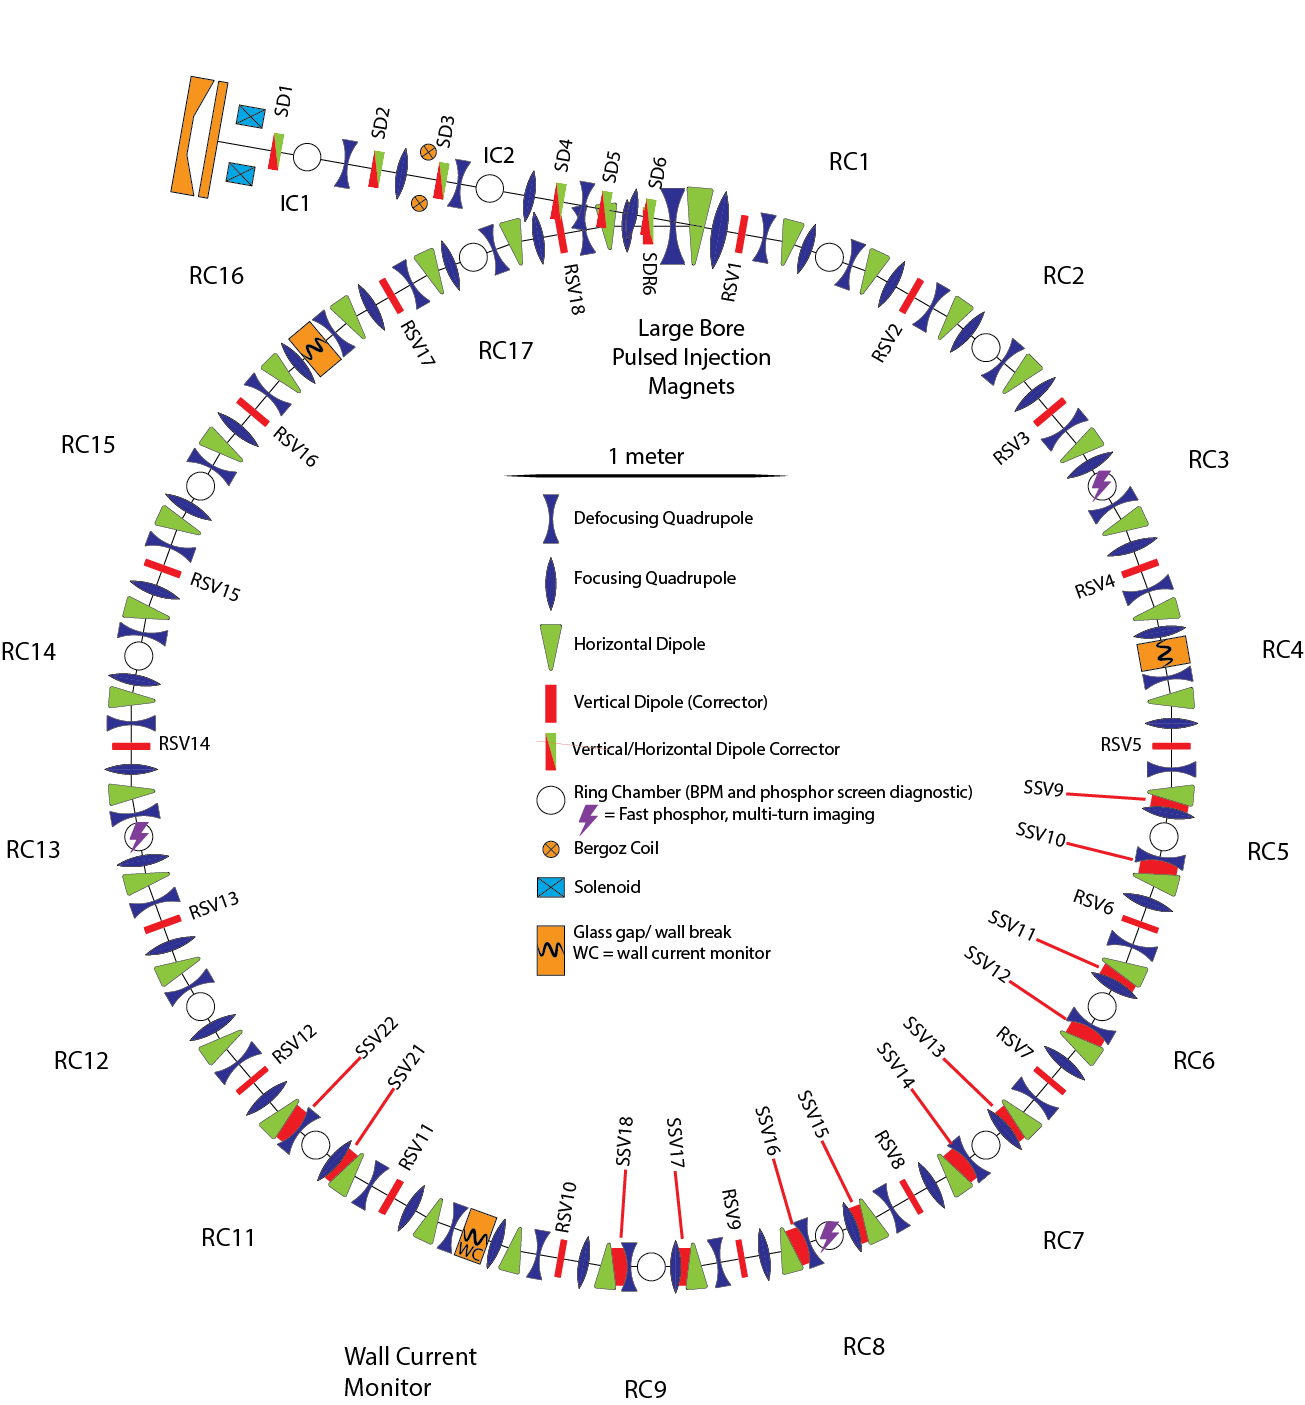 SD1
SD2
SD3
IC2
SD4
SD5
SD6
IC1
RC1
RC16
RC2
RSV18
SDR6
RSV1
RSV17
RC17
Large Bore
Pulsed Injection
Magnets
RSV2
RC15
RSV16
RSV3
RC3
1 meter
Defocusing Quadrupole
Focusing Quadrupole
RSV15
RSV4
RC14
Horizontal Dipole
RC4
Vertical Dipole (Corrector)
RSV14
Vertical/Horizontal Dipole Corrector
RSV5
Ring Chamber (BPM and phosphor screen diagnostic)
= Fast phosphor, multi-turn imaging
SSV9
SSV10
RC13
Bergoz Coil
RC5
Solenoid
RSV13
RSV6
Glass gap/ wall break
WC = wall current monitor
SSV11
SSV12
RC12
RSV12
SSV22
SSV21
SSV13
SSV14
RSV7
RC6
RSV11
SSV18
SSV17
SSV16
SSV15
RSV8
RC11
WC
RSV10
RSV9
RC7
Wall Current
Monitor
RC9
RC8